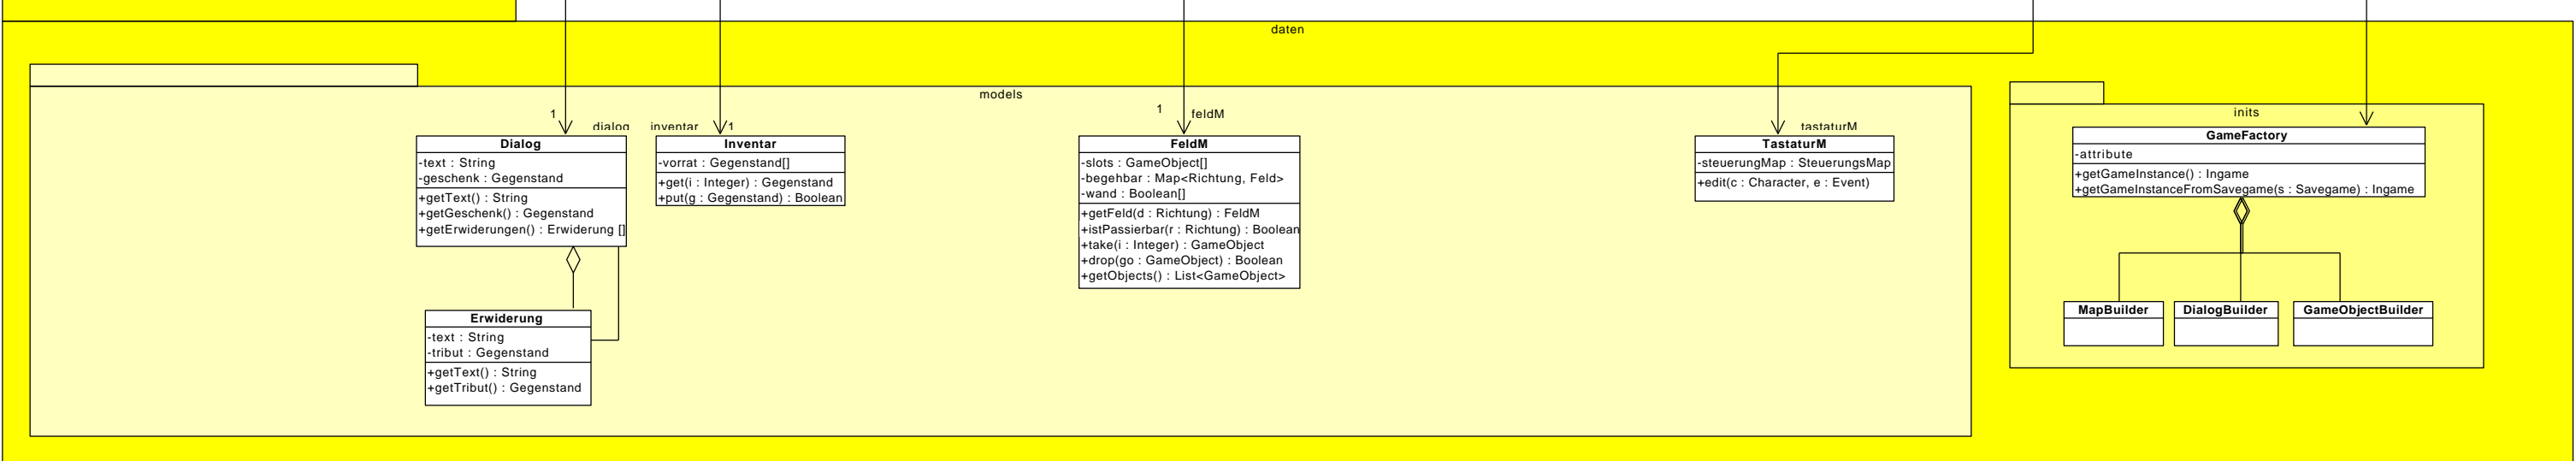 daten
models
inits
1
dialog
inventar
1
1
feldM
tastaturM
Dialog
-text : String
-geschenk : Gegenstand
+getText() : String
+getGeschenk() : Gegenstand
+getErwiderungen() : Erwiderung []
Inventar
-vorrat : Gegenstand[]
+get(i : Integer) : Gegenstand
+put(g : Gegenstand) : Boolean
FeldM
-slots : GameObject[]
-begehbar : Map<Richtung, Feld>
-wand : Boolean[]
+getFeld(d : Richtung) : FeldM
+istPassierbar(r : Richtung) : Boolean
+take(i : Integer) : GameObject
+drop(go : GameObject) : Boolean
+getObjects() : List<GameObject>
TastaturM
-steuerungMap : SteuerungsMap
+edit(c : Character, e : Event)
GameFactory
-attribute
+getGameInstance() : Ingame
+getGameInstanceFromSavegame(s : Savegame) : Ingame
Erwiderung
-text : String
-tribut : Gegenstand
+getText() : String
+getTribut() : Gegenstand
MapBuilder
DialogBuilder
GameObjectBuilder